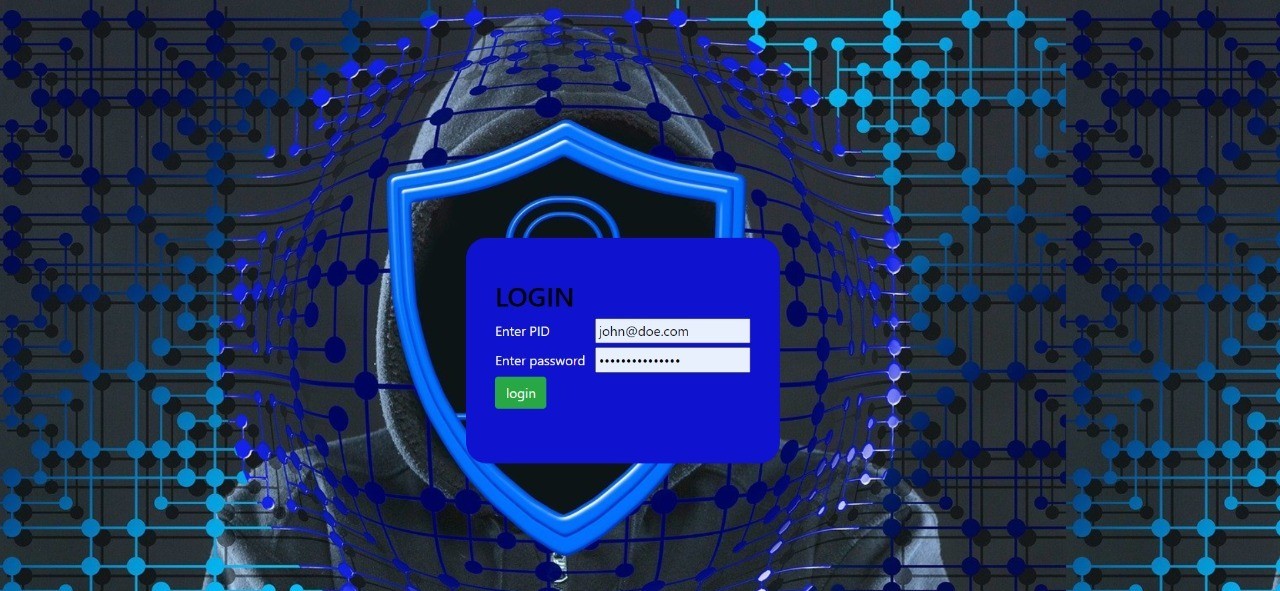 LOGIN
Enter PID john@doe.com
Enter password •••••••••••••••
login